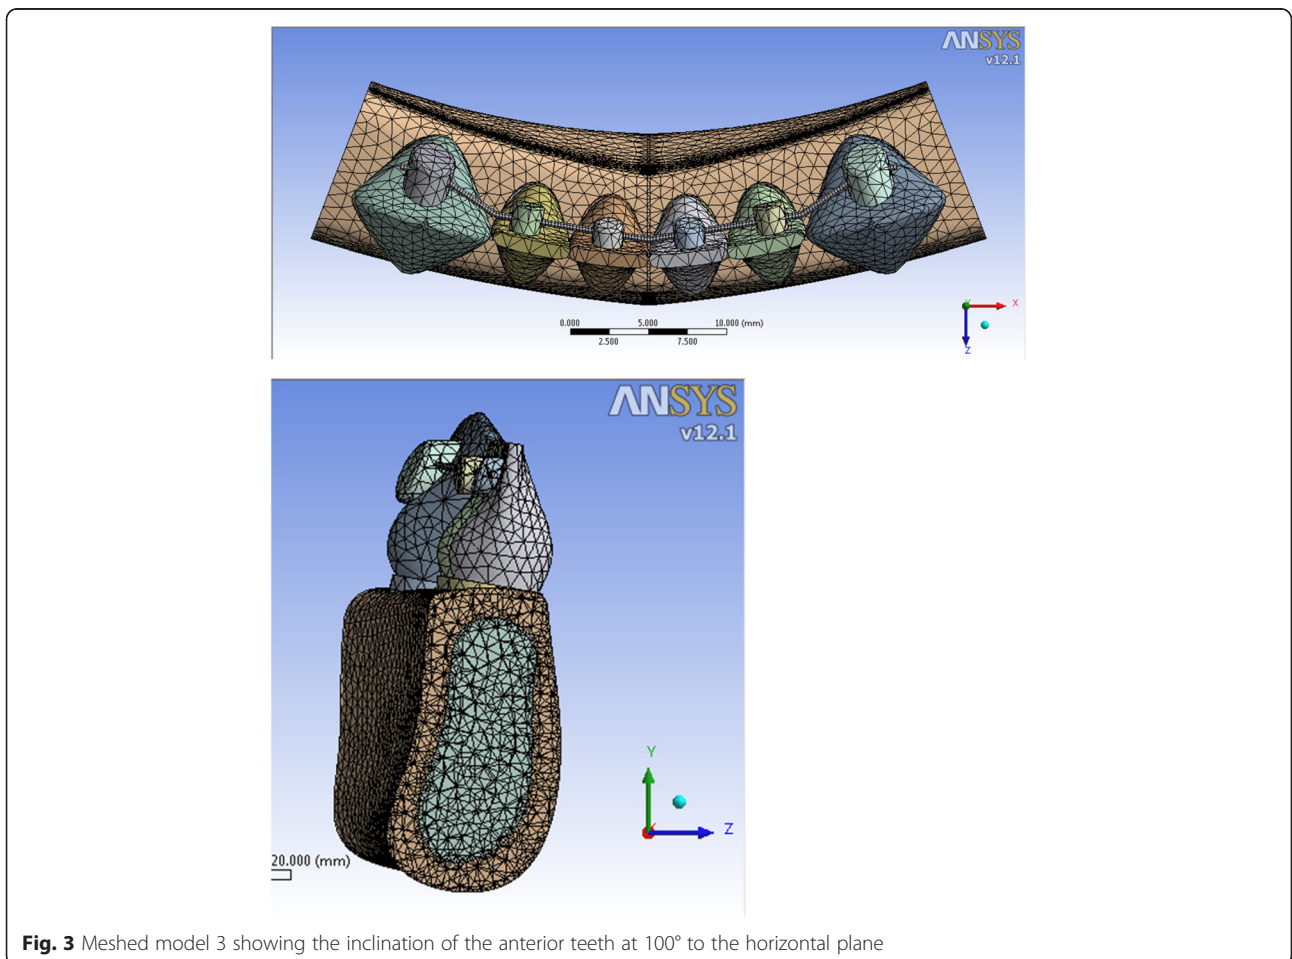 ANSYS
v12.1
0.000 5.000 10.000 (mm)
2.500 7.500
X
Z
ANSYS
v12.1
Y
Z
20.000 (mm)
Fig. 3 Meshed model 3 showing the inclination of the anterior teeth at 100° to the horizontal plane